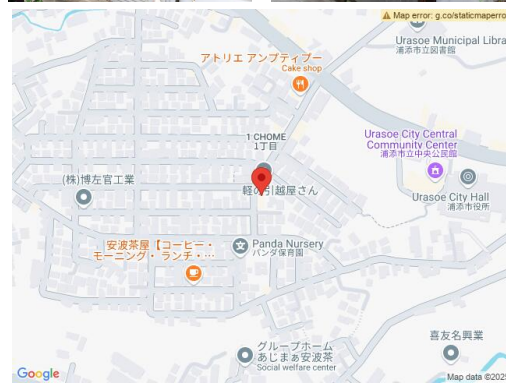 Map error: g.co/staticmaperro
Urasoe Municipal Libra
浦添市立図書館
アトリエ アンプティプー
Cake shop
1 CHOME
1丁目
Urasoe City Central
Community Center
浦添市立中央公民館
(株)博左官工業
軽の引越屋さん
Urasoe City Hall
浦添市役所
安波茶屋【コーヒー・
モーニング・ランチ・…
Panda Nursery
パンダ保育園
グループホーム
あじまぁ安波茶
Social welfare center
喜友名興業
Google
Map data ©2025